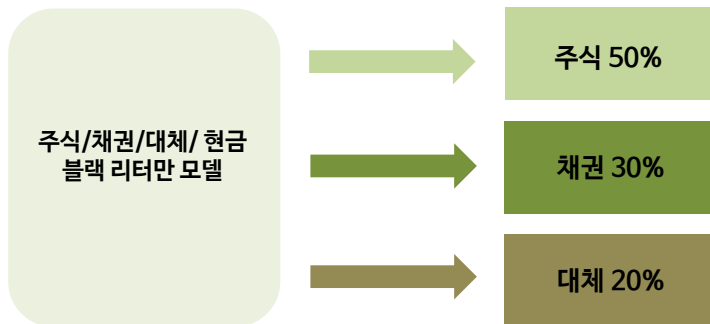 주식/채권/대체/ 현금
블랙 리터만 모델
주식 50%
채권 30%
대체 20%